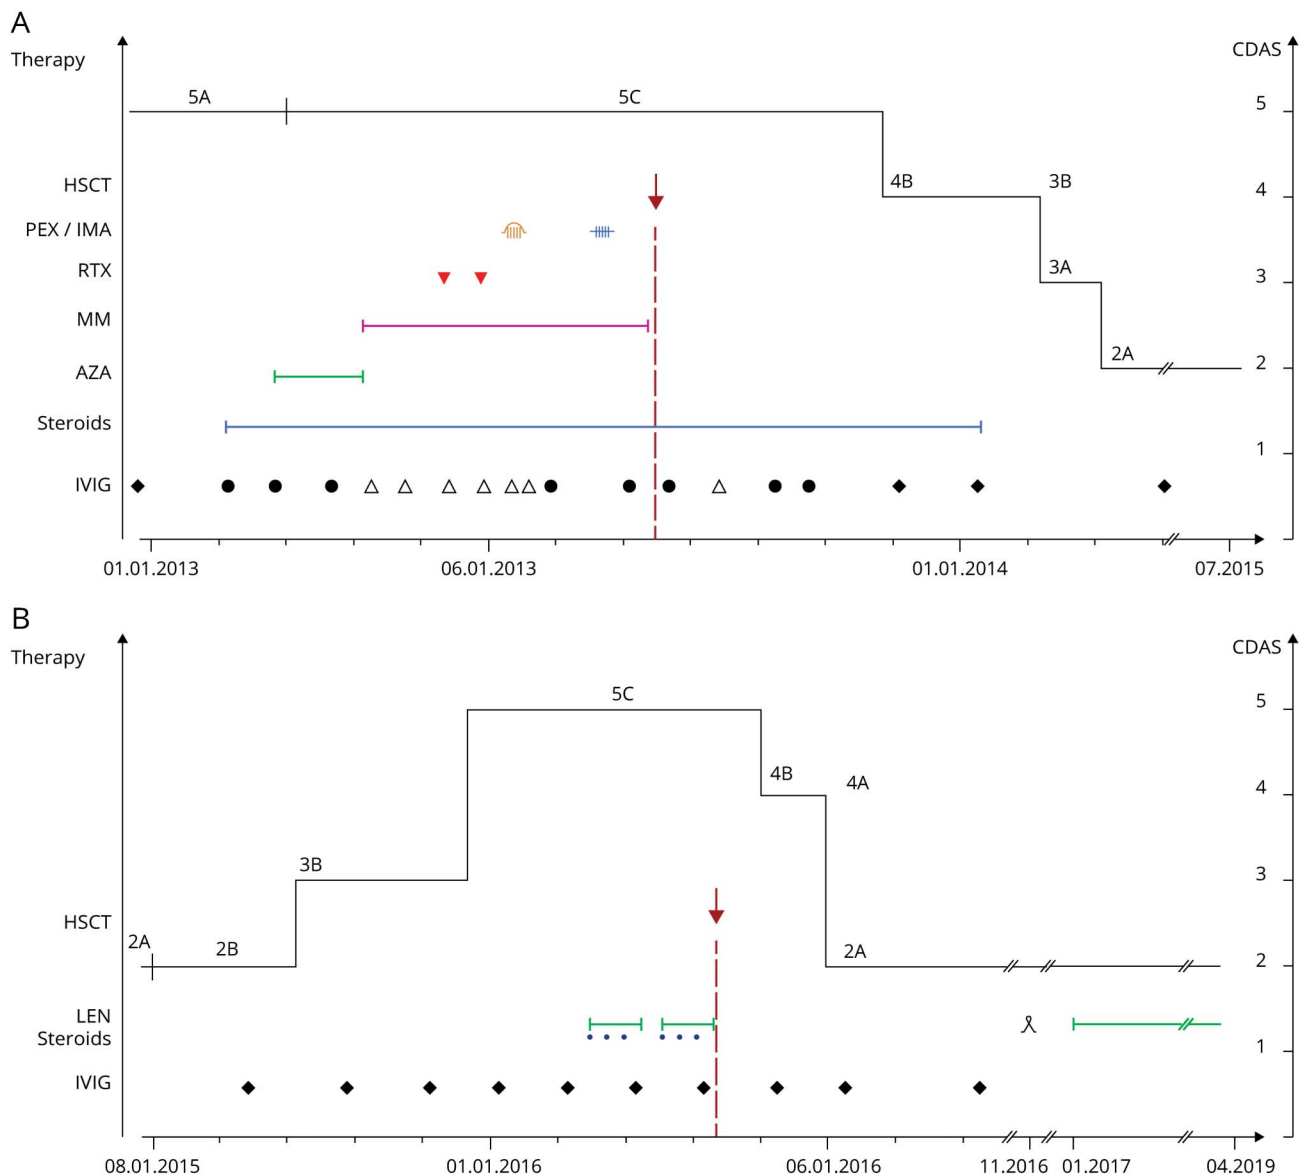 A
Therapy
CDAS
5A
5C
5
HSCT
4B
3B
4
PEX / IMA
RTX
3A
3
MM
2A
2
AZA
Steroids
1
IVIG
01.01.2013
06.01.2013
01.01.2014
07.2015
B
Therapy
CDAS
5C
5
4B
4A
4
3B
3
HSCT
2A
2B
2A
2
LEN
Steroids
1
IVIG
08.01.2015
01.01.2016
06.01.2016
11.2016
01.2017
04.2019